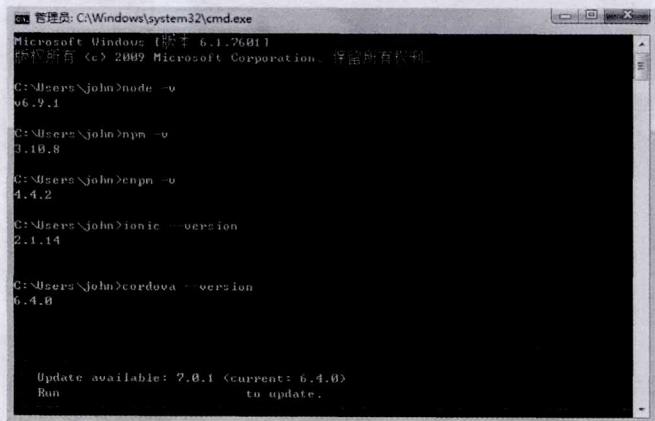 管理员: C:\Windows\system32\cmd.exe
Microsoft Windows [版本 6.1.7601]
版权所有 (c) 2009 Microsoft Corporation。保留所有权利。
C:\Users\john>node -v
v6.9.1
C:\Users\john>npm -v
3.10.8
C:\Users\john>cnpm -v
4.4.2
C:\Users\john>ionic --version
2.1.14
C:\Users\john>cordova --version
6.4.0
Update available: 7.0.1 (current: 6.4.0)
Run to update.